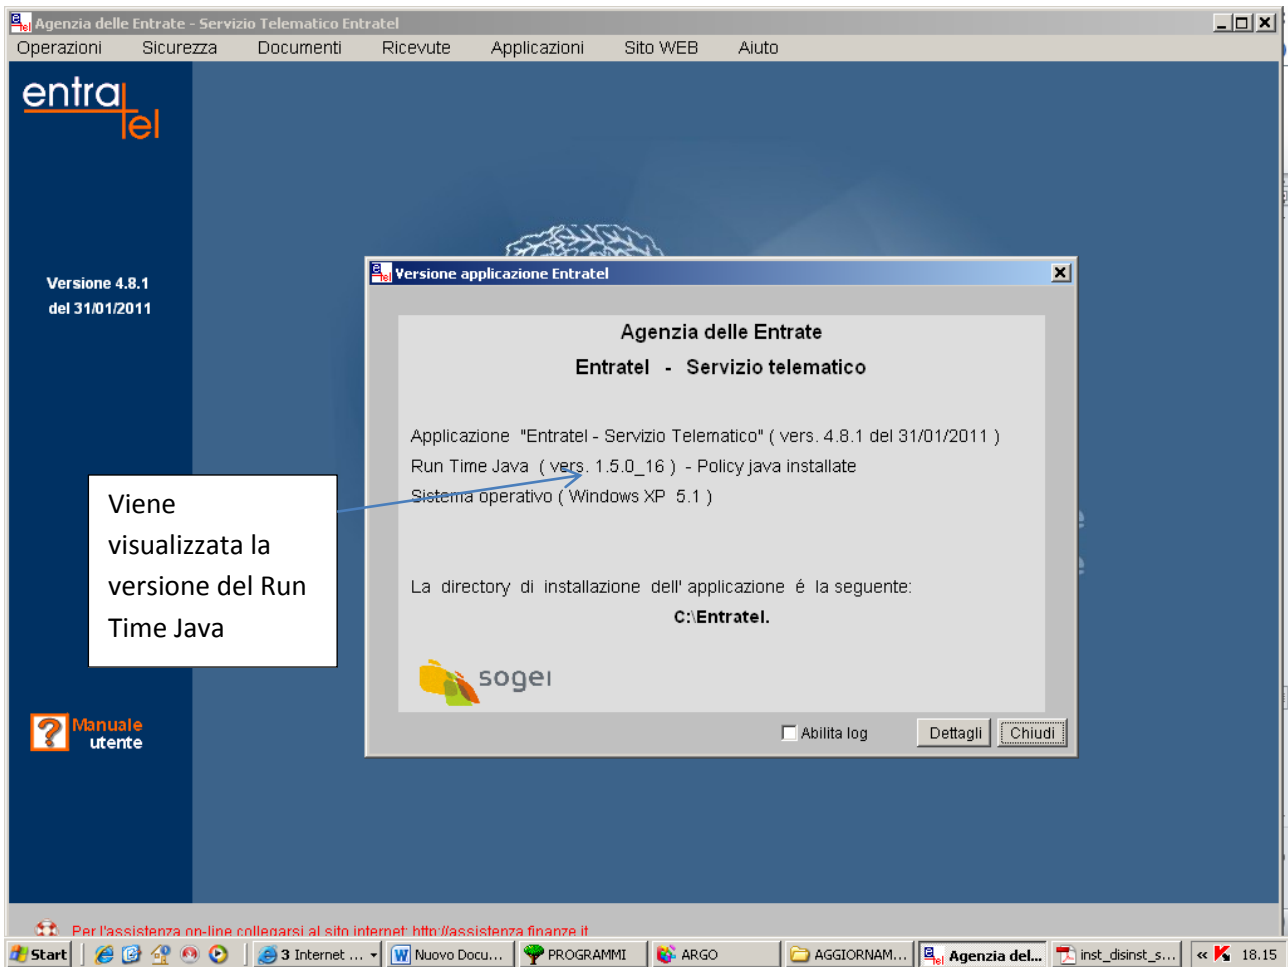 Agenzia delle Entrate - Servizio Telematico Entratel
Operazioni Sicurezza Documenti Ricevute Applicazioni Sito WEB Aiuto
entratel
Versione 4.8.1
del 31/01/2011
Versione applicazione Entratel
Agenzia delle Entrate
Entratel - Servizio telematico
Applicazione "Entratel - Servizio Telematico" ( vers. 4.8.1 del 31/01/2011 )
Run Time Java ( vers. 1.5.0_16 ) - Policy java installate
Sistema operativo ( Windows XP 5.1 )
La directory di installazione dell' applicazione é la seguente:
C:\Entratel.
sogei
Abilita log Dettagli Chiudi
Viene
visualizzata la
versione del Run
Time Java
Manuale
utente
Per l'assistenza on-line collegarsi al sito internet: http://assistenza.finanze.it
Start 3 Internet ... Nuovo Docu... PROGRAMMI ARGO AGGIORNAM... Agenzia del... inst_disinst_s... « 18.15